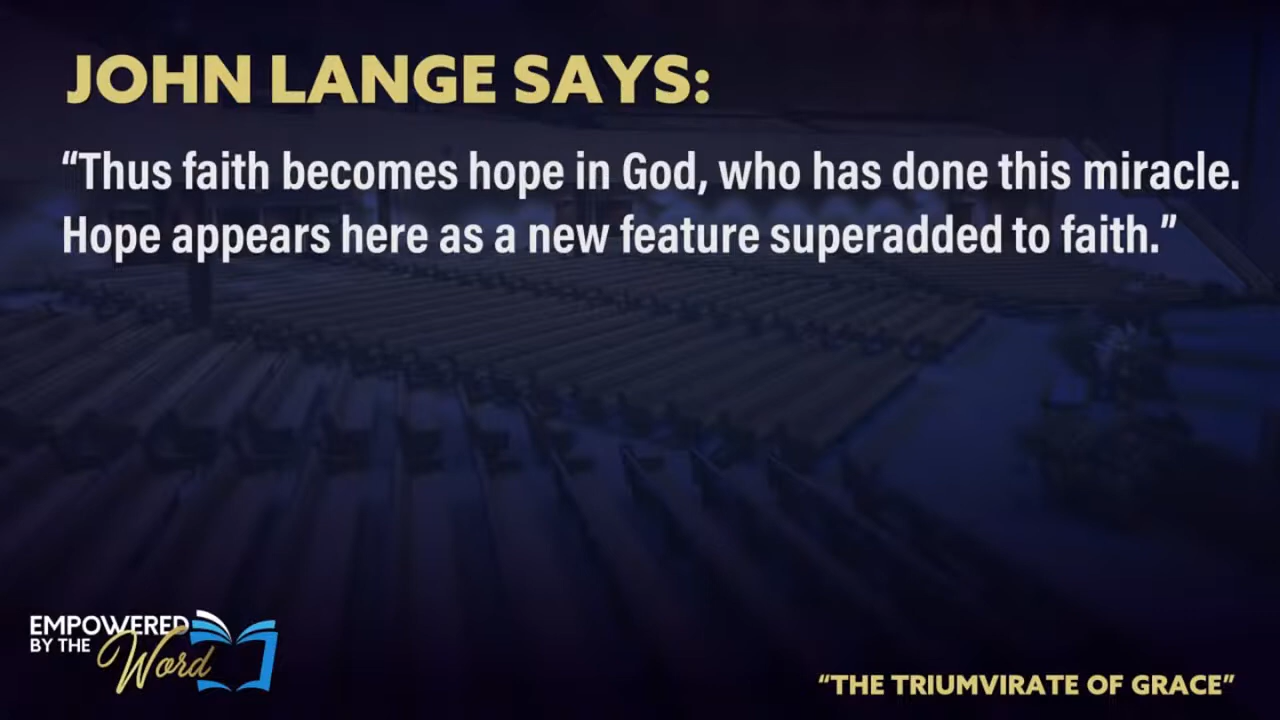 JOHN LANGE SAYS:
“Thus faith becomes hope in God, who has done this miracle.
Hope appears here as a new feature superadded to faith.”
EMPOWERED
BY THE
Word
“THE TRIUMVIRATE OF GRACE”